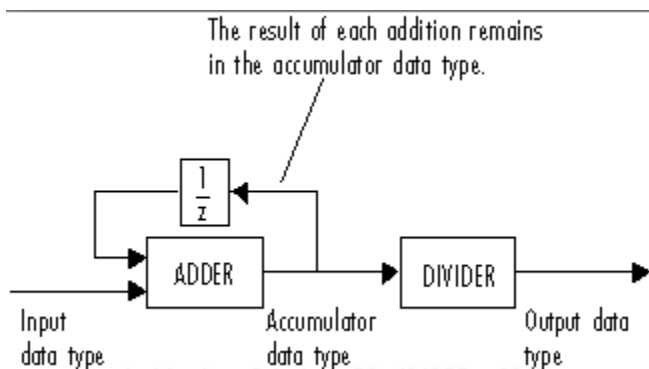 The result of each addition remains
in the accumulator data type.
1
z
ADDER
DIVIDER
Input
data type
Accumulator
data type
Output data
type